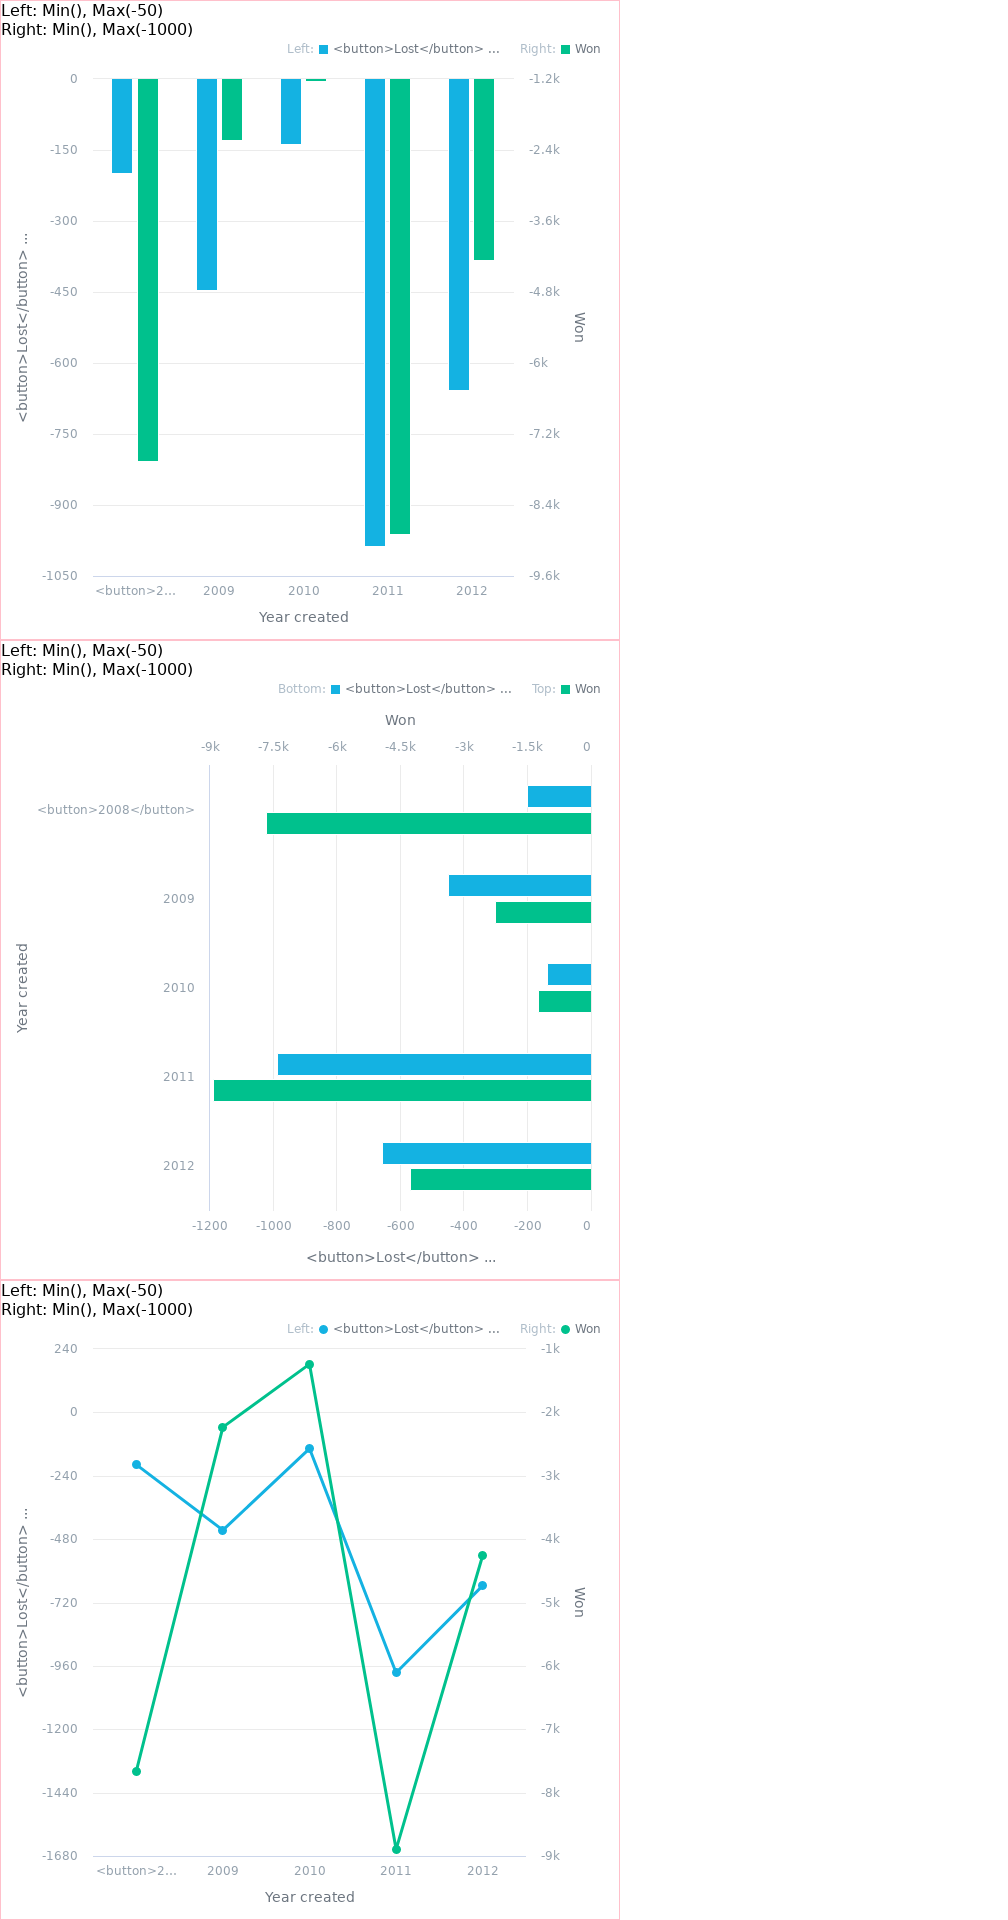 Left: Min(), Max(-50)
Right: Min(), Max(-1000)
Left: <button>Lost</button> ... Right: Won
0 -1.2k
-150 -2.4k
-300 -3.6k
-450 -4.8k
-600 -6k
-750 -7.2k
-900 -8.4k
-1050 -9.6k
<button>Lost</button> ...
Won
<button>2... 2009 2010 2011 2012
Year created
Left: Min(), Max(-50)
Right: Min(), Max(-1000)
Bottom: <button>Lost</button> ... Top: Won
Won
-9k -7.5k -6k -4.5k -3k -1.5k 0
<button>2008</button>
2009
2010
2011
2012
Year created
-1200 -1000 -800 -600 -400 -200 0
<button>Lost</button> ...
Left: Min(), Max(-50)
Right: Min(), Max(-1000)
Left: <button>Lost</button> ... Right: Won
240 -1k
0 -2k
-240 -3k
-480 -4k
-720 -5k
-960 -6k
-1200 -7k
-1440 -8k
-1680 -9k
<button>Lost</button> ...
Won
<button>2... 2009 2010 2011 2012
Year created